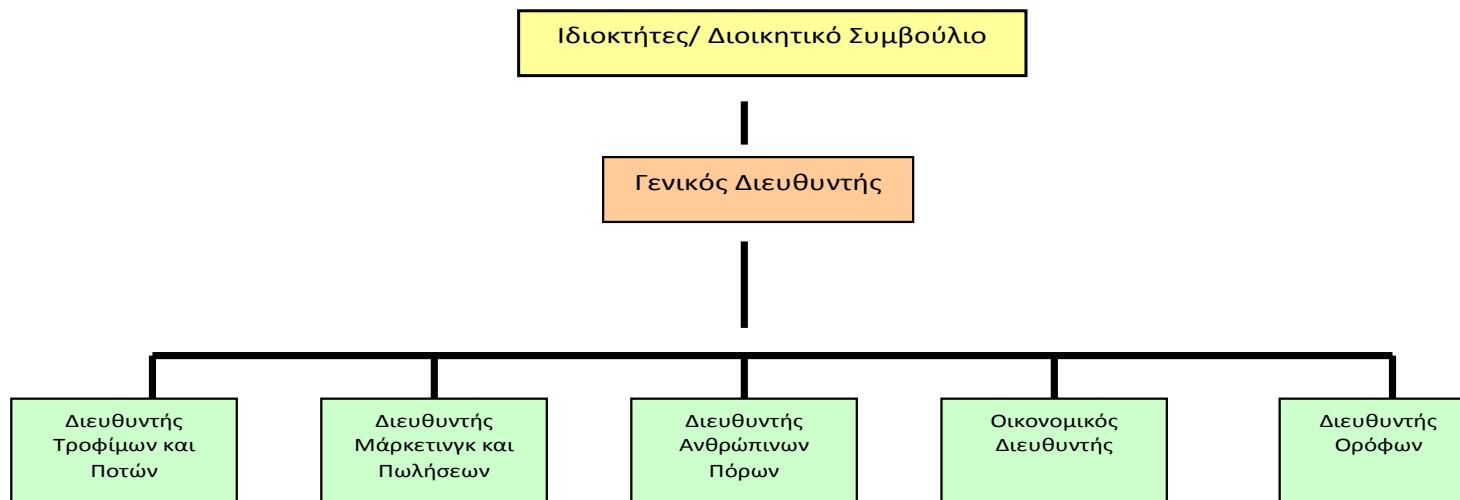 Ιδιοκτήτες/ Διοικητικό Συμβούλιο
Γενικός Διευθυντής
Διευθυντής
Τροφίμων και
Ποτών
Διευθυντής
Μάρκετινγκ και
Πωλήσεων
Διευθυντής
Ανθρώπινων
Πόρων
Οικονομικός
Διευθυντής
Διευθυντής
Ορόφων